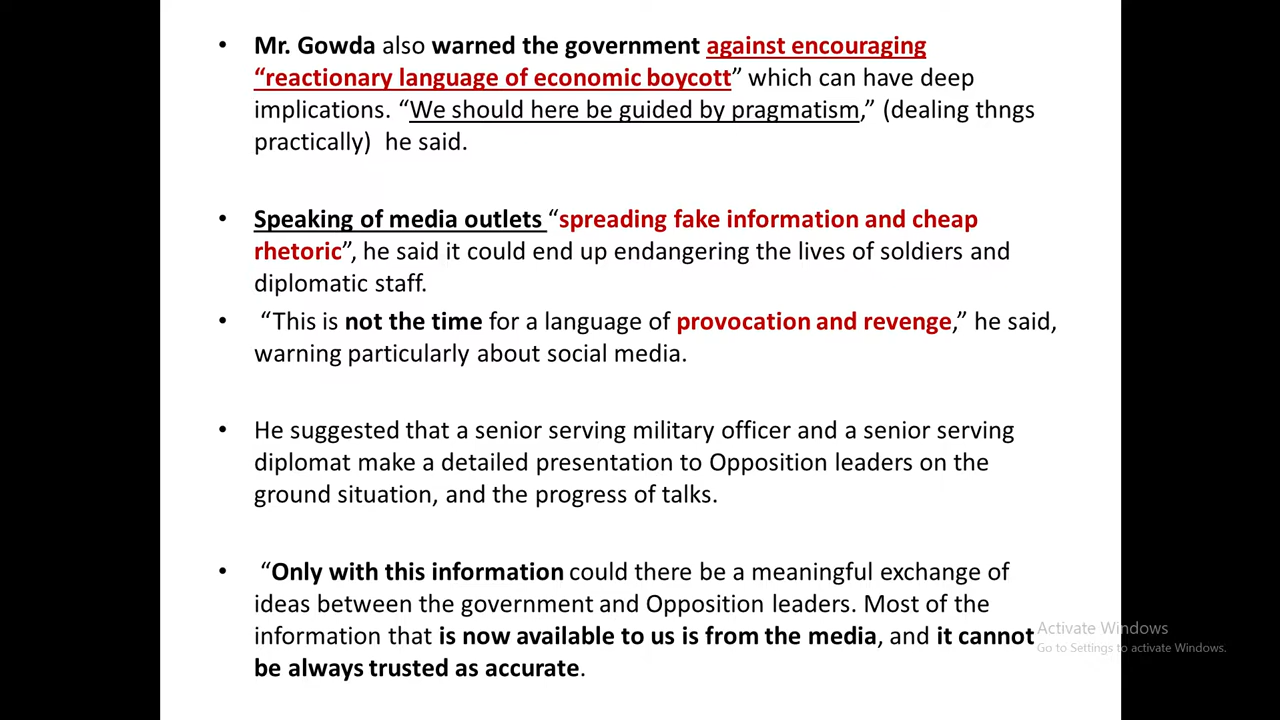 • Mr. Gowda also warned the government against encouraging
“reactionary language of economic boycott” which can have deep
implications. “We should here be guided by pragmatism,” (dealing thngs
practically) he said.
• Speaking of media outlets “spreading fake information and cheap
rhetoric”, he said it could end up endangering the lives of soldiers and
diplomatic staff.
• “This is not the time for a language of provocation and revenge,” he said,
warning particularly about social media.
• He suggested that a senior serving military officer and a senior serving
diplomat make a detailed presentation to Opposition leaders on the
ground situation, and the progress of talks.
• “Only with this information could there be a meaningful exchange of
ideas between the government and Opposition leaders. Most of the
information that is now available to us is from the media, and it cannot
be always trusted as accurate.
Activate Windows
Go to Settings to activate Windows.